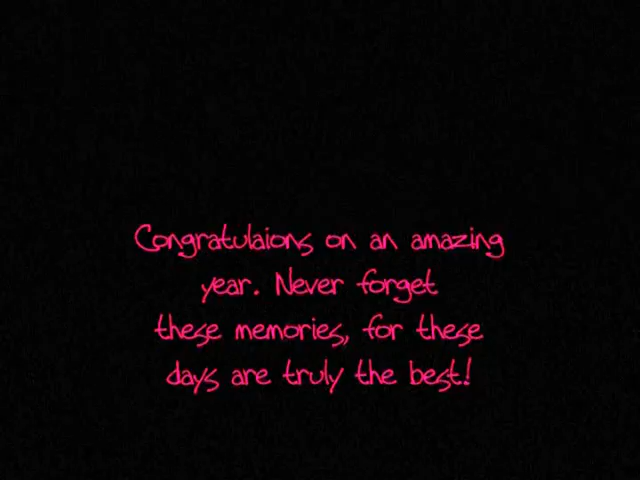 Congratulaions on an amazing
year. Never forget
these memories, for these
days are truly the best!